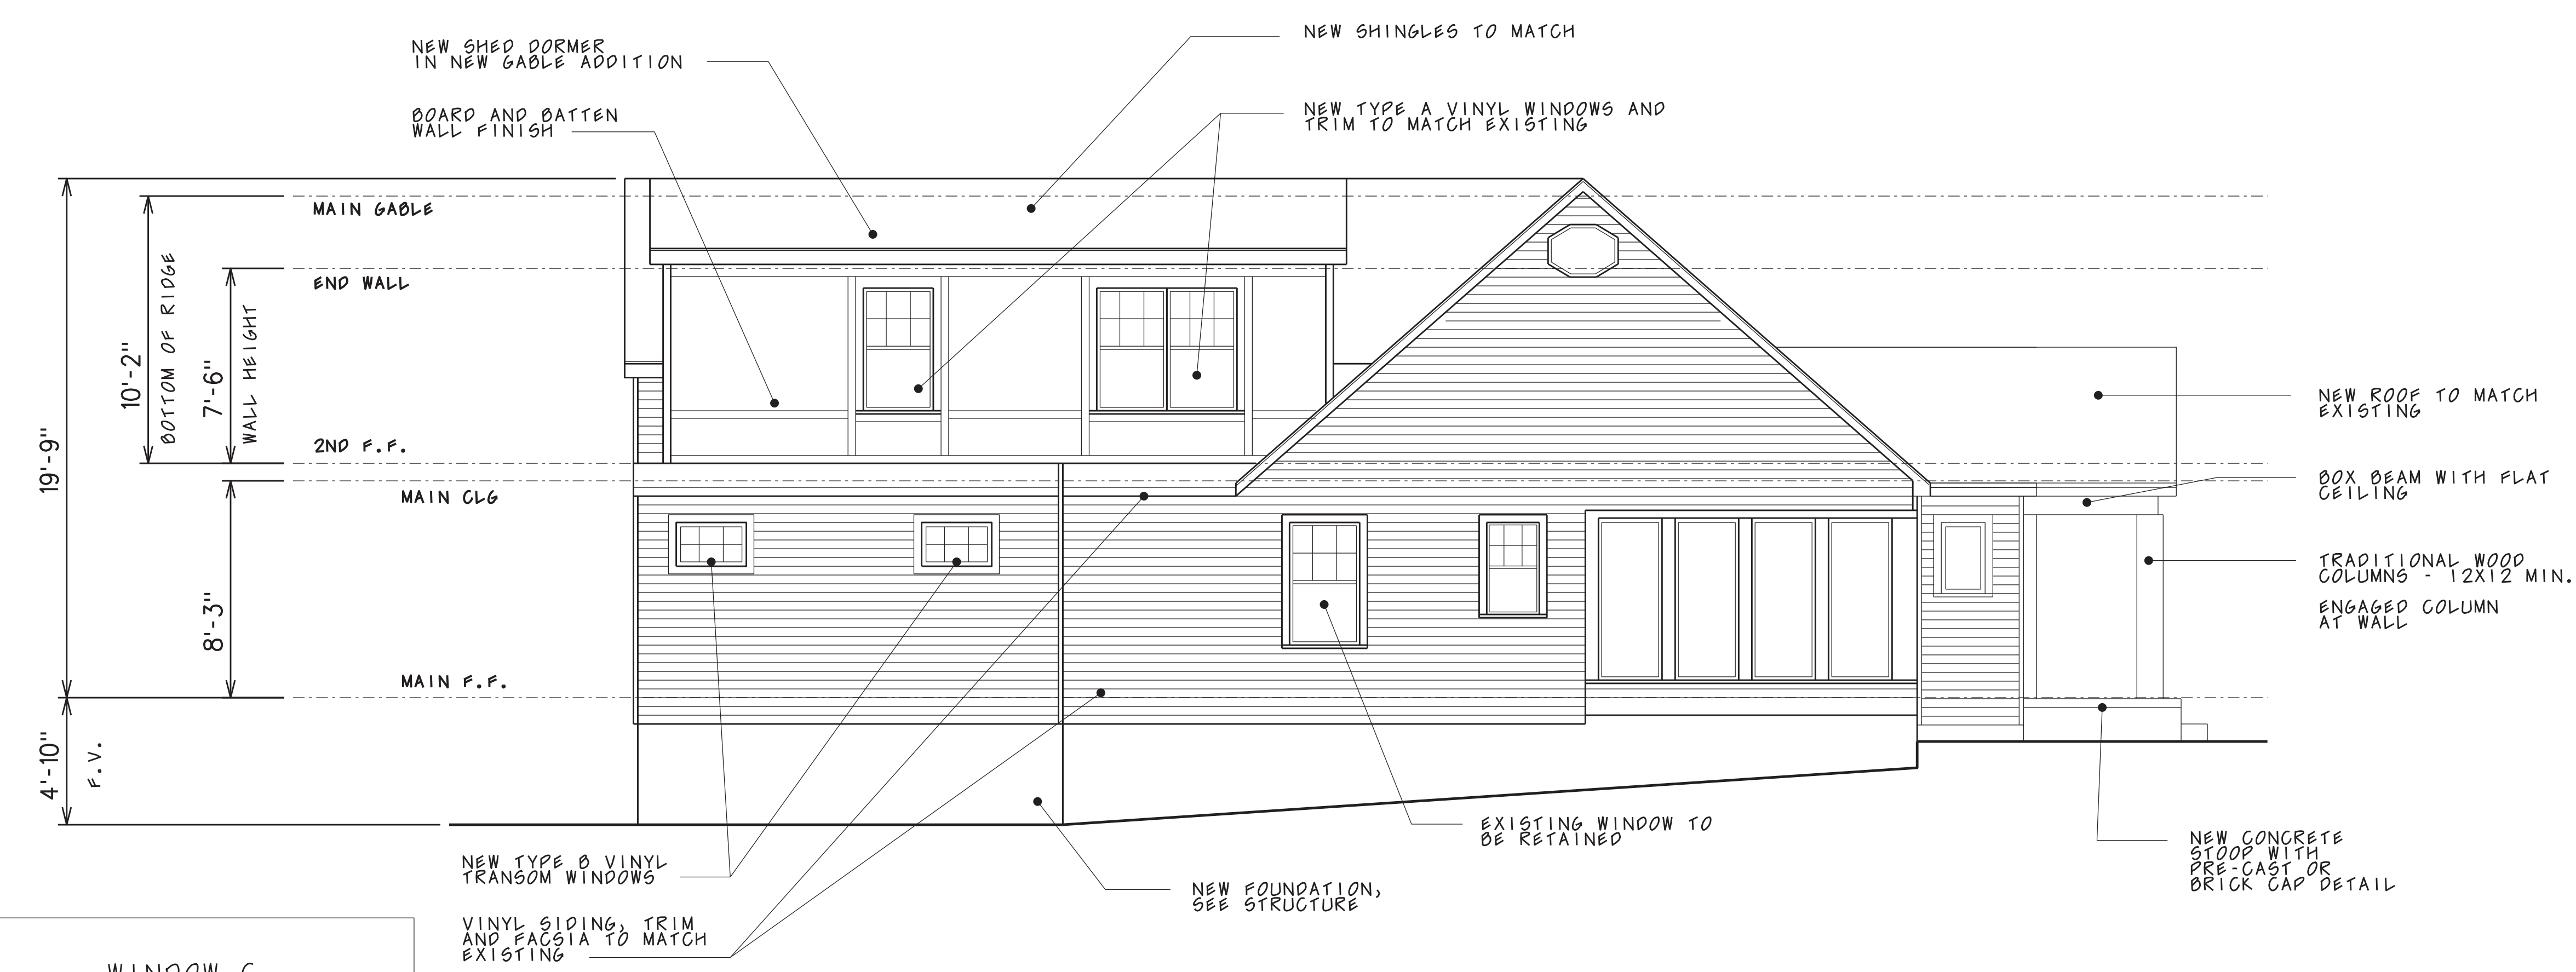 NEW SHED DORMER
IN NEW GABLE ADDITION
NEW SHINGLES TO MATCH
BOARD AND BATTEN
WALL FINISH
NEW TYPE A VINYL WINDOWS AND
TRIM TO MATCH EXISTING
MAIN GABLE
END WALL
2ND F.F.
MAIN CLG
MAIN F.F.
19'-9"
10'-2"
BOTTOM OF RIDGE
7'-6"
WALL HEIGHT
8'-3"
4'-10"
F.V.
NEW ROOF TO MATCH
EXISTING
BOX BEAM WITH FLAT
CEILING
TRADITIONAL WOOD
COLUMNS - 12X12 MIN.
ENGAGED COLUMN
AT WALL
EXISTING WINDOW TO
BE RETAINED
NEW CONCRETE
STOOP WITH
PRE-CAST OR
BRICK CAP DETAIL
NEW TYPE B VINYL
TRANSOM WINDOWS
NEW FOUNDATION,
SEE STRUCTURE
VINYL SIDING, TRIM
AND FACSIA TO MATCH
EXISTING
WINDOW C